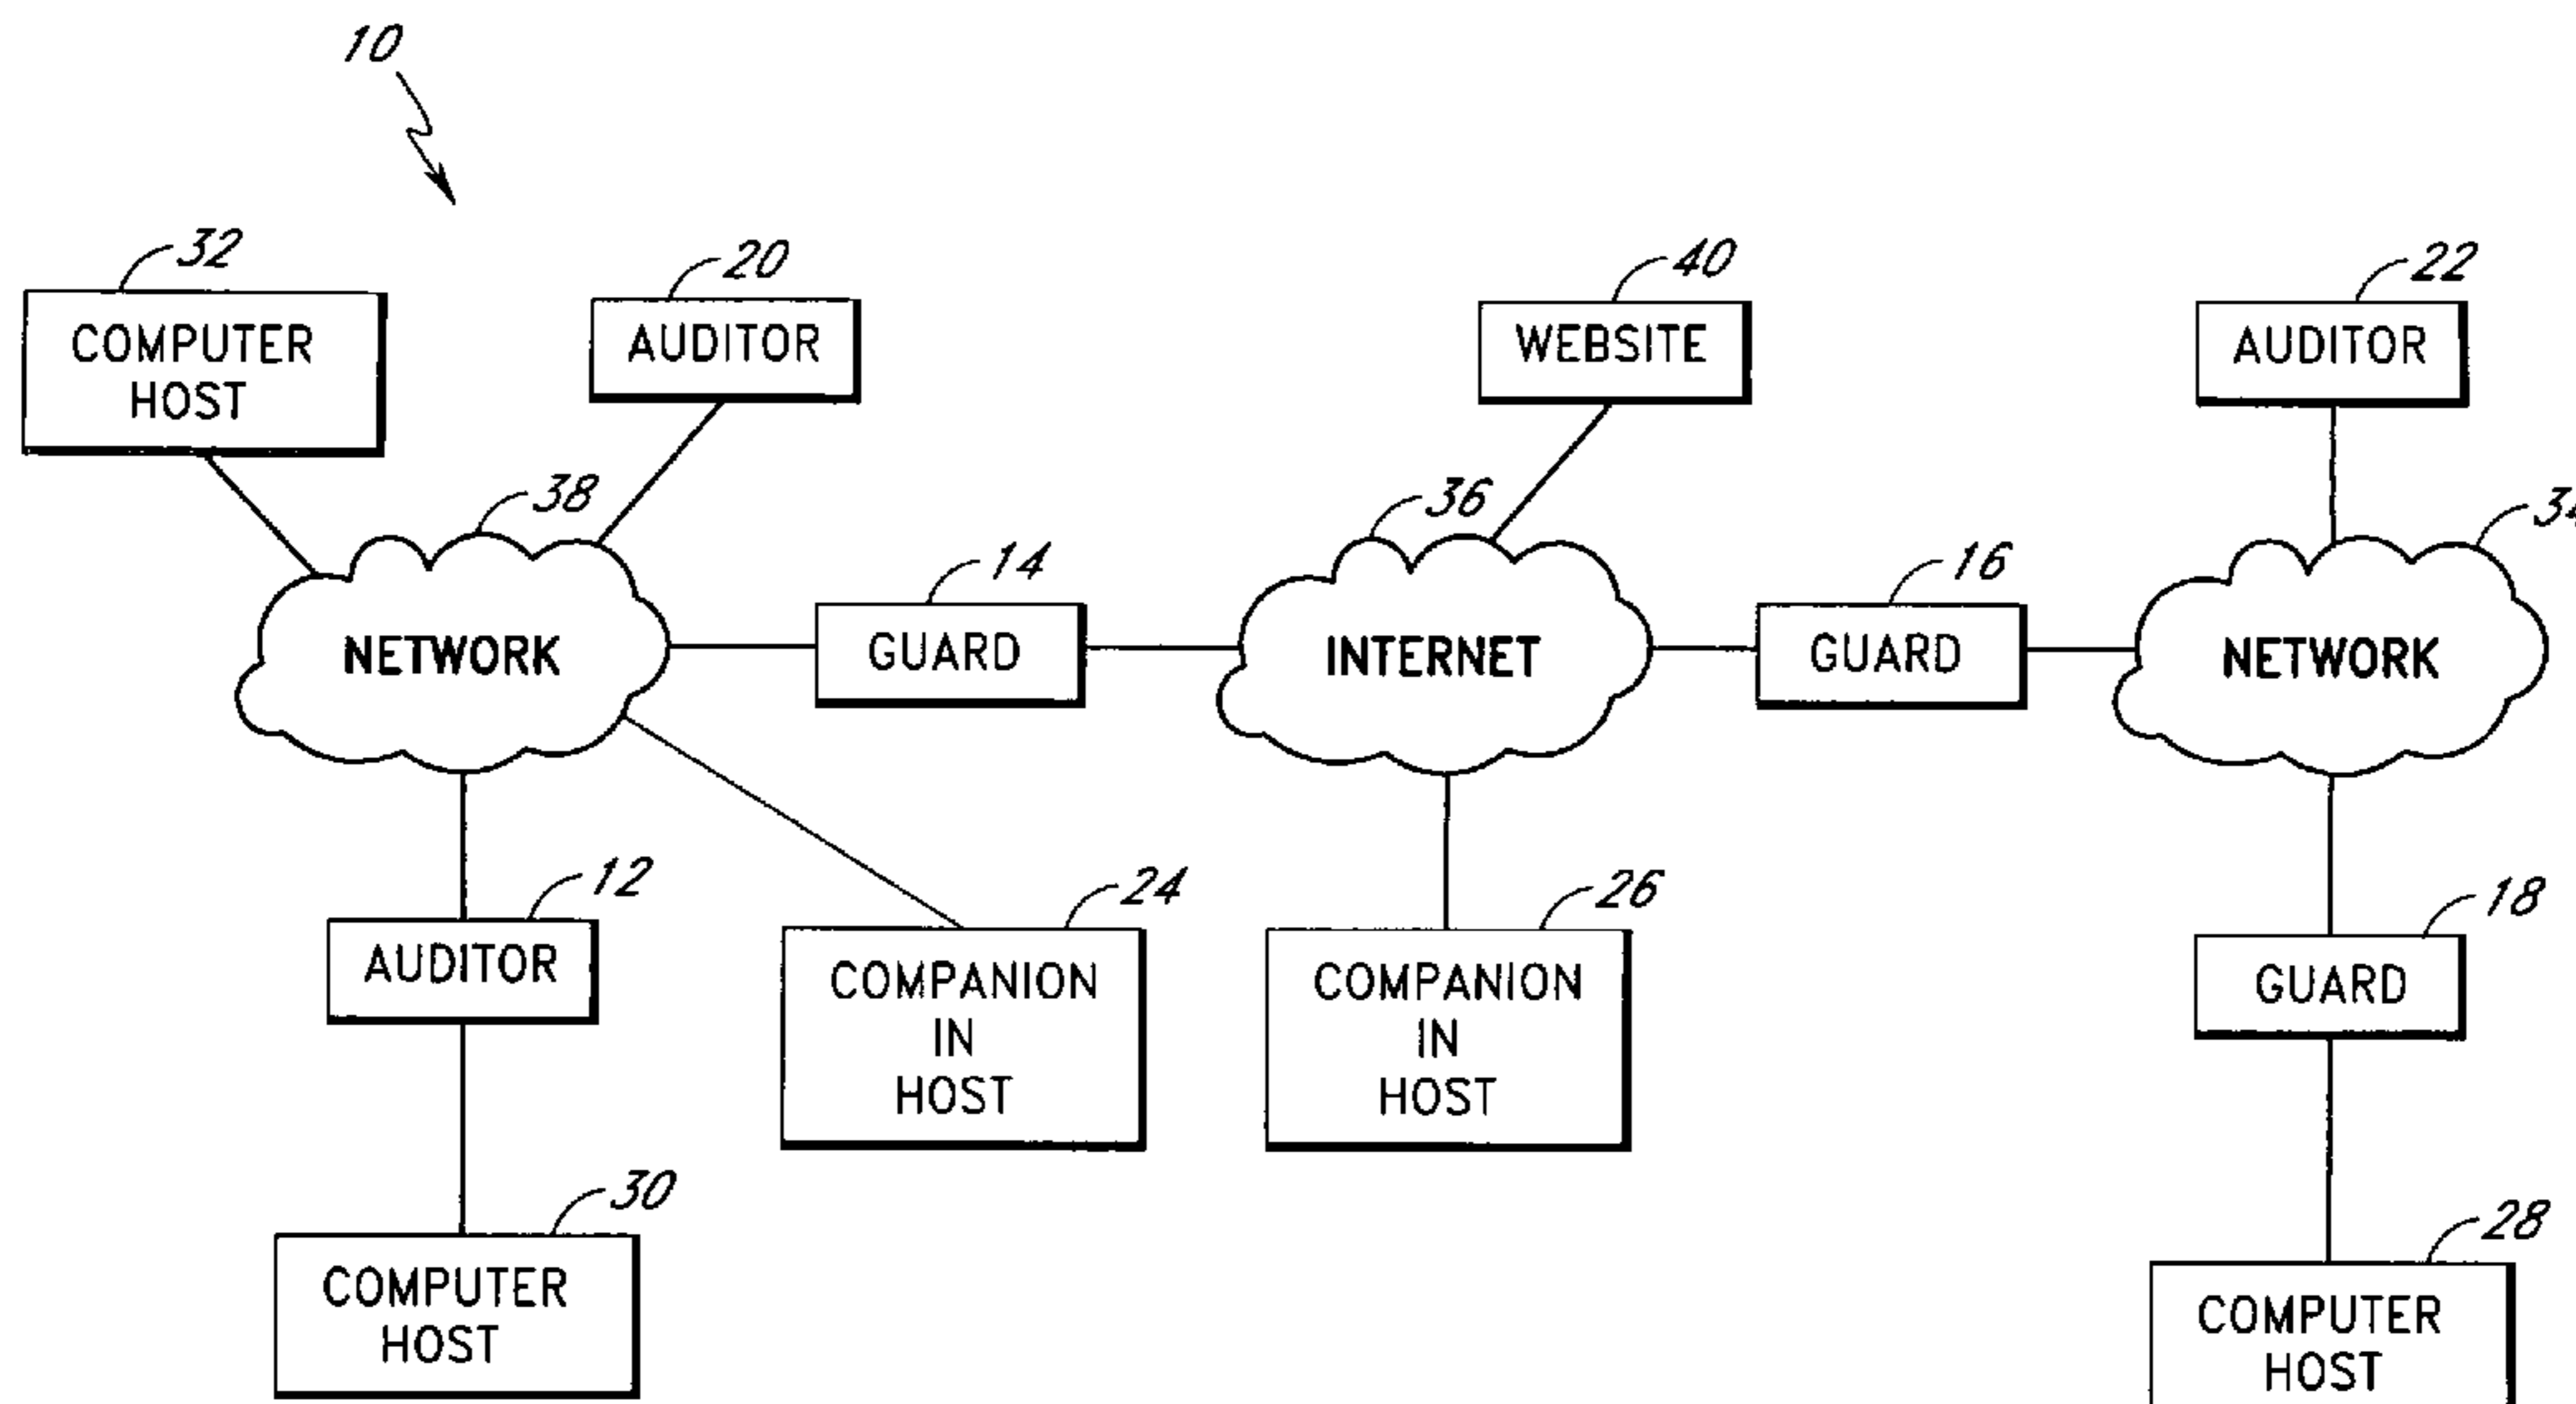 10
32
20
40
22
COMPUTER
HOST
AUDITOR
WEBSITE
AUDITOR
38
36
34
14
16
NETWORK
GUARD
INTERNET
GUARD
NETWORK
12
24
26
18
AUDITOR
COMPANION
IN
HOST
COMPANION
IN
HOST
GUARD
30
28
COMPUTER
HOST
COMPUTER
HOST